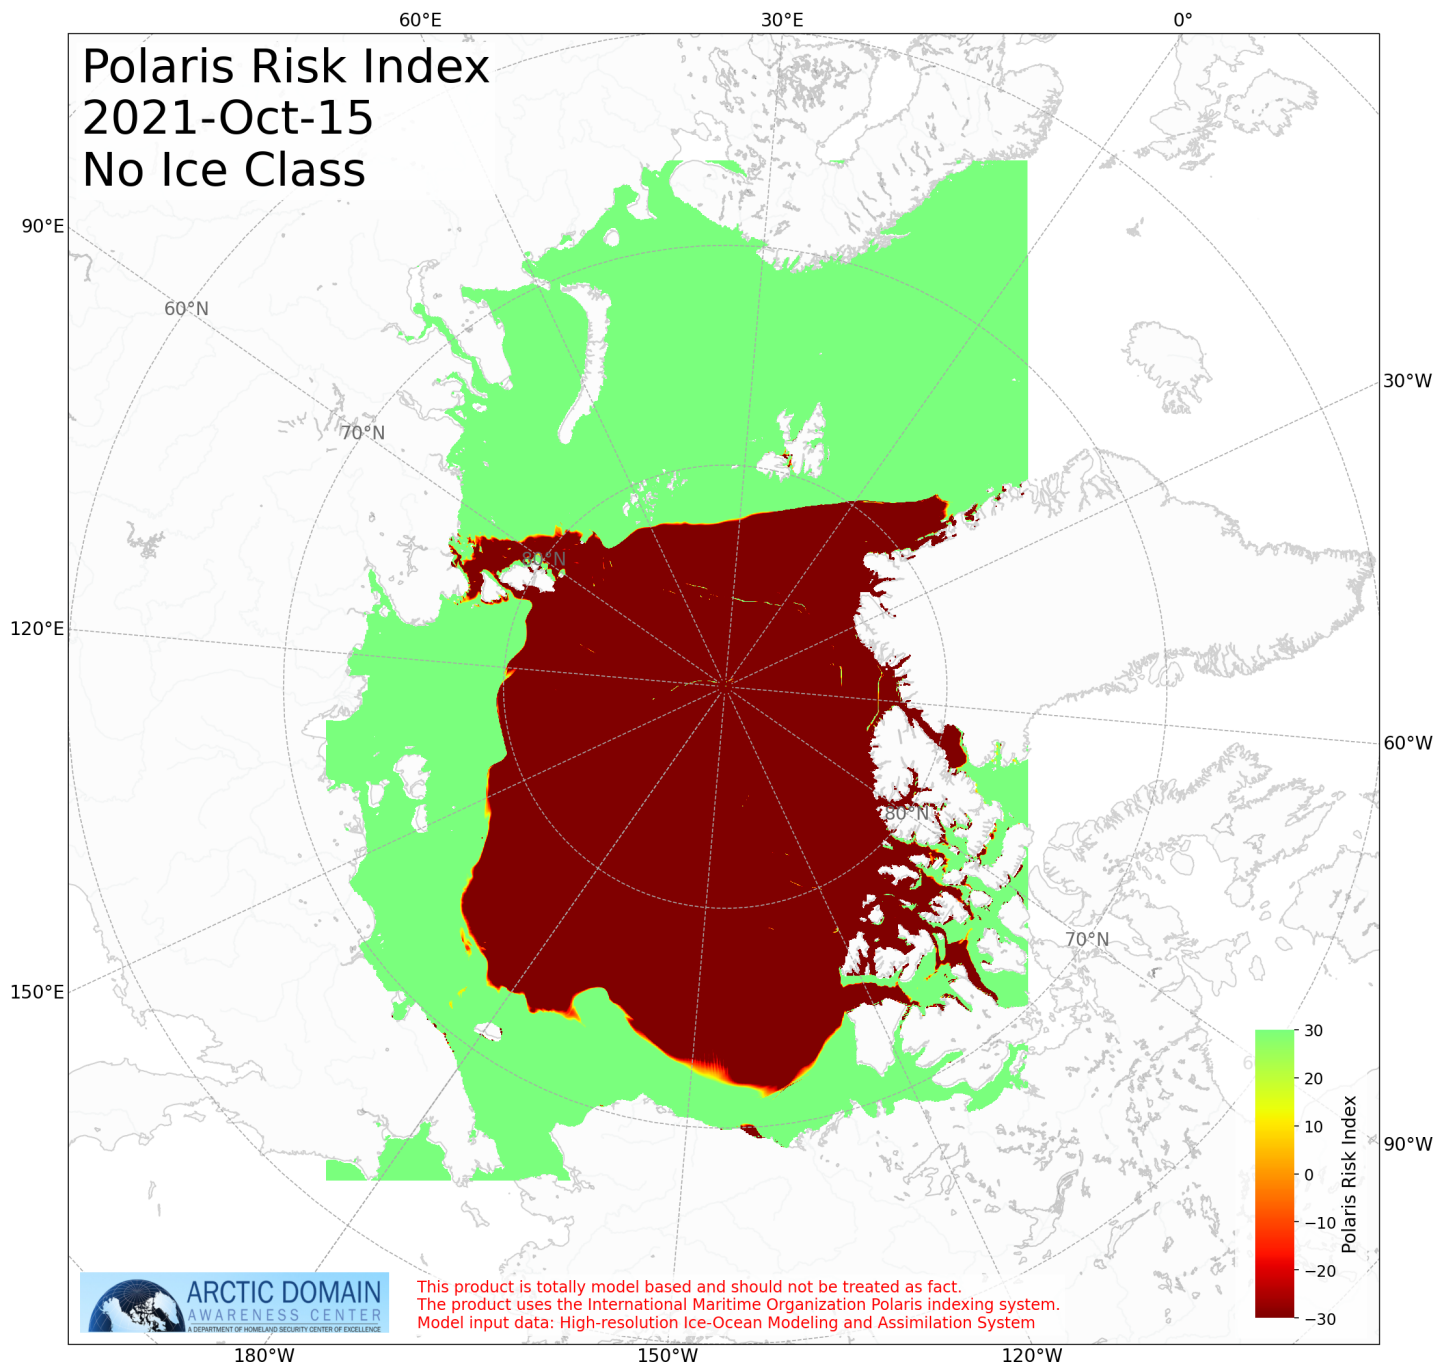 60°E
30°E
0°
Polaris Risk Index
2021-Oct-15
No Ice Class
90°E
60°N
30°W
70°N
80°N
120°E
60°W
80°N
70°N
150°E
30
20
10
0
−10
−20
−30
Polaris Risk Index
90°W
ARCTIC DOMAIN
AWARENESS CENTER
A DEPARTMENT OF HOMELAND SECURITY CENTER OF EXCELLENCE
This product is totally model based and should not be treated as fact.
The product uses the International Maritime Organization Polaris indexing system.
Model input data: High-resolution Ice-Ocean Modeling and Assimilation System
180°W
150°W
120°W